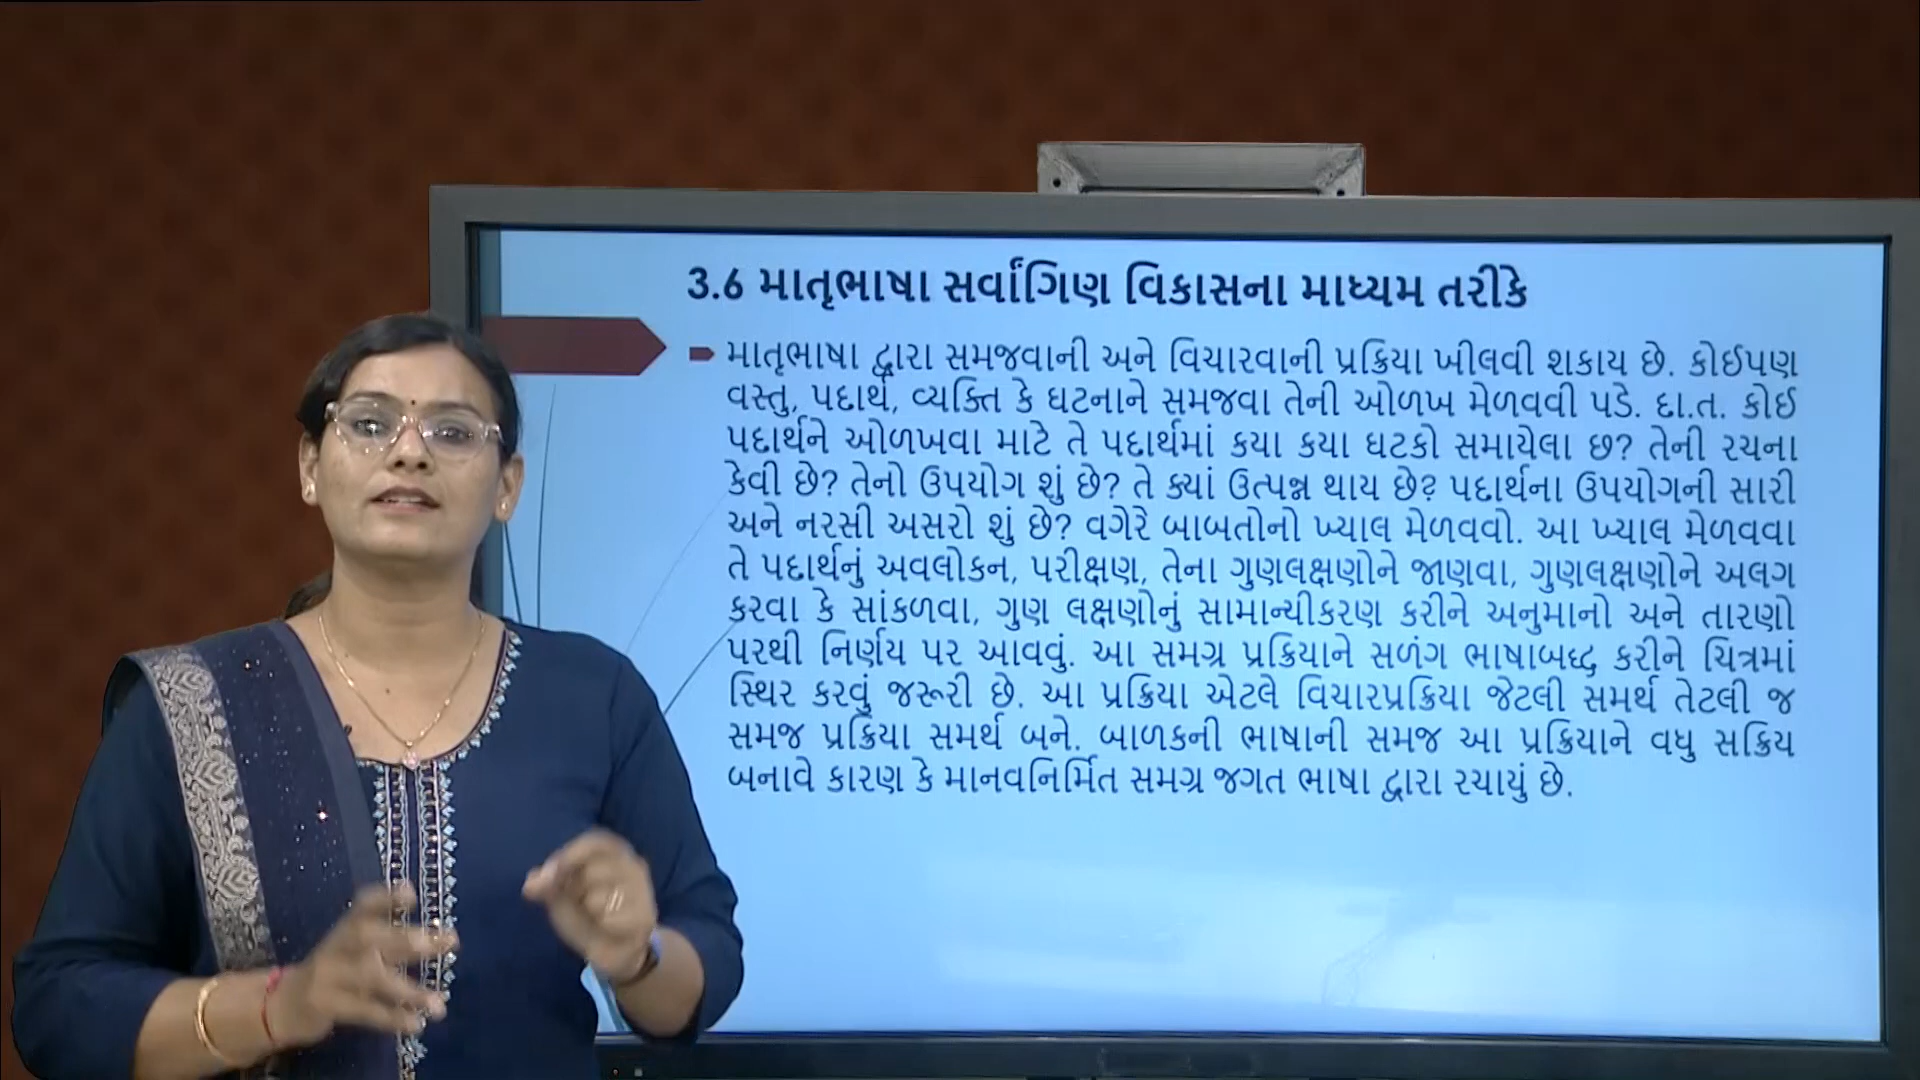 3.6 માતૃભાષા સર્વાંગિણ વિકાસના માધ્યમ તરીકે
માતૃભાષા દ્વારા સમજવાની અને વિચારવાની પ્રક્રિયા ખીલવી શકાય છે. કોઈપણ
વસ્તુ, પદાર્થ, વ્યક્તિ કે ઘટનાને સમજવા તેની ઓળખ મેળવવી પડે. દા.ત. કોઈ
પદાર્થને ઓળખવા માટે તે પદાર્થમાં કયા કયા ઘટકો સમાયેલા છ? તેની રચના
કેવી છે? તેનો ઉપયોગ શું છે? તે ક્યાં ઉત્પન્ન થાય છે? પદાર્થના ઉપયોગની સારી
અને નરસી અસરો શું છે? વગેરે બાબતોનો ખ્યાલ મેળવવો. આ ખ્યાલ મેળવવા
તે પદાર્થનું અવલોકન, પરીક્ષણ, તેના ગુણલક્ષણોને જાણવા, ગુણલક્ષણોને અલગ
કરવા કે સાંકળવા, ગુણ લક્ષણોનું સામાન્યીકરણ કરીને અનુમાનો અને તારણો
પરથી નિર્ણય પર આવવું. આ સમગ્ર પ્રક્રિયાને સળંગ ભાષાબદ્ધ કરીને ચિત્રમાં
સ્થિર કરવું જરૂરી છે. આ પ્રક્રિયા એટલે વિચારપ્રક્રિયા જેટલી સમર્થ તેટલી જ
સમજ પ્રક્રિયા સમર્થ બને. બાળકની ભાષાની સમજ આ પ્રક્રિયાને વધુ સક્રિય
બનાવે કારણ કે માનવનિર્મિત સમગ્ર જગત ભાષા દ્વારા રચાયું છે.